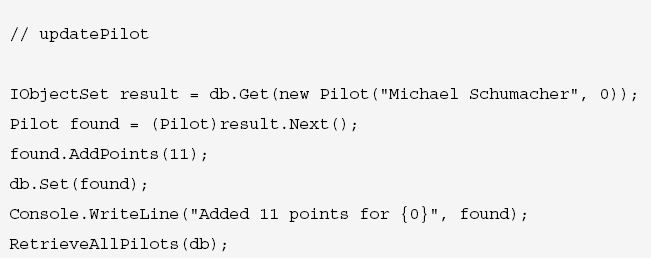 // updatePilot
IObjectSet result = db.Get(new Pilot("Michael Schumacher", 0));
Pilot found = (Pilot)result.Next();
found.AddPoints(11);
db.Set(found);
Console.WriteLine("Added 11 points for {0}", found);
RetrieveAllPilots(db);